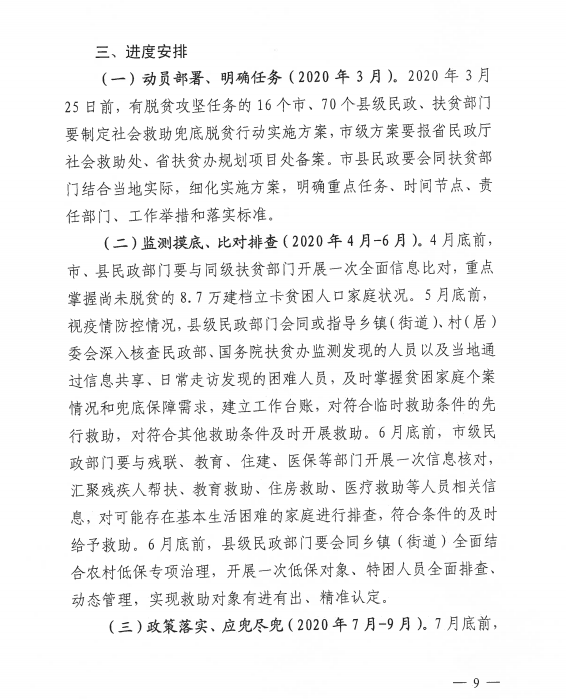 三、进度安排
（一）动员部署、明确任务（2020年3月）。2020年3月
25日前，有脱贫攻坚任务的16个市、70个县级民政、扶贫部门
要制定社会救助兜底脱贫行动实施方案，市级方案要报省民政厅
社会救助处、省扶贫办规划项目处备案。市县民政要会同扶贫部
门结合当地实际，细化实施方案，明确重点任务、时间节点、责
任部门、工作举措和落实标准。
（二）监测摸底、比对排查（2020年4月-6月）。4月底前，
市、县民政部门要与同级扶贫部门开展一次全面信息比对，重点
掌握尚未脱贫的8.7万建档立卡贫困人口家庭状况。5月底前，
视疫情防控情况，县级民政部门会同或指导乡镇（街道）、村（居）
委会深入核查民政部、国务院扶贫办监测发现的人员以及当地通
过信息共享、日常走访发现的困难人员，及时掌握贫困家庭个案
情况和兜底保障需求，建立工作台账，对符合临时救助条件的先
行救助，对符合其他救助条件及时开展救助。6月底前，市级民
政部门要与残联、教育、住建、医保等部门开展一次信息核对，
汇聚残疾人帮扶、教育救助、住房救助、医疗救助等人员相关信
息，对可能存在基本生活困难的家庭进行排查，符合条件的及时
给予救助。6月底前，县级民政部门要会同乡镇（街道）全面结
合农村低保专项治理，开展一次低保对象、特困人员全面排查、
动态管理，实现救助对象有进有出、精准认定。
（三）政策落实、应兜尽兜（2020年7月-9月）。7月底前，
— 9 —